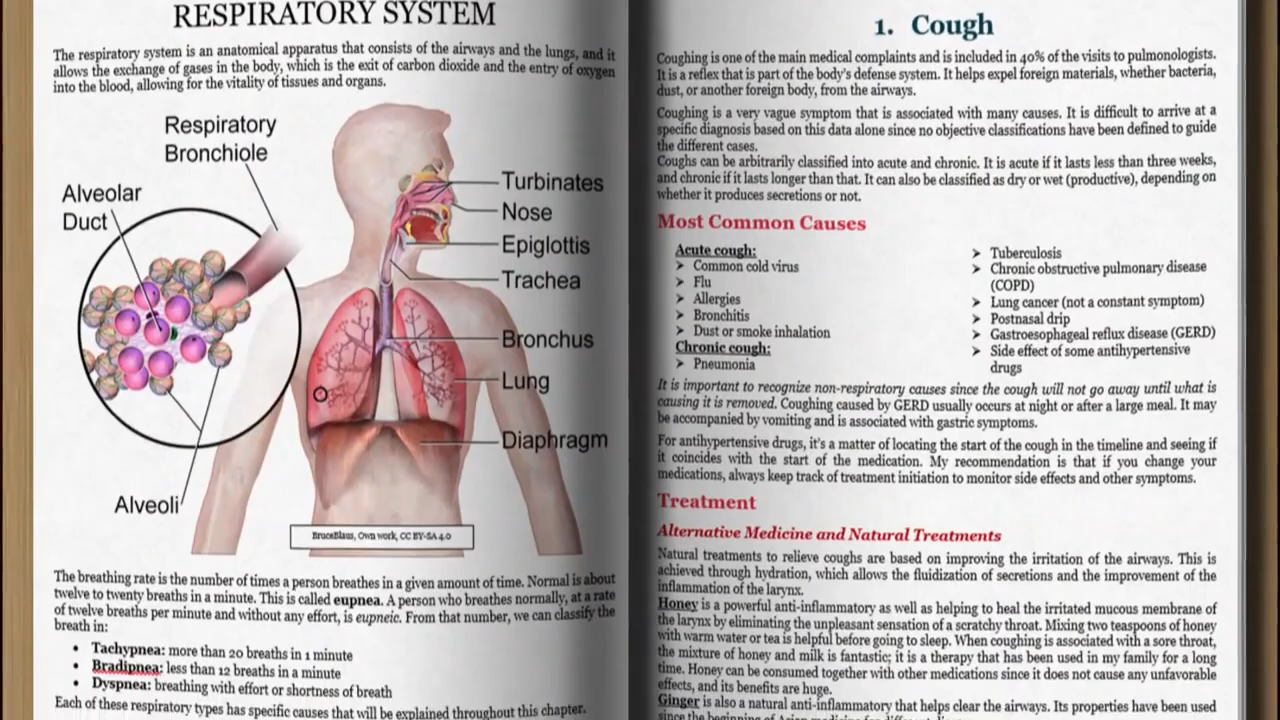 RESPIRATORY SYSTEM
The respiratory system is an anatomical apparatus that consists of the airways and the lungs, and it
allows the exchange of gases in the body, which is the exit of carbon dioxide and the entry of oxygen
into the blood, allowing for the vitality of tissues and organs.
Respiratory
Bronchiole
Alveolar
Duct
Turbinates
Nose
Epiglottis
Trachea
Bronchus
Lung
Diaphragm
Alveoli
BruceBlaus, Own work, CC BY-SA 4.0
The breathing rate is the number of times a person breathes in a given amount of time. Normal is about
twelve to twenty breaths in a minute. This is called eupnea. A person who breathes normally, at a rate
of twelve breaths per minute and without any effort, is eupneic. From that number, we can classify the
breath in:
• Tachypnea: more than 20 breaths in 1 minute
• Bradipnea: less than 12 breaths in a minute
• Dyspnea: breathing with effort or shortness of breath
Each of these respiratory types has specific causes that will be explained throughout this chapter.
1. Cough
Coughing is one of the main medical complaints and is included in 40% of the visits to pulmonologists.
It is a reflex that is part of the body's defense system. It helps expel foreign materials, whether bacteria,
dust, or another foreign body, from the airways.
Coughing is a very vague symptom that is associated with many causes. It is difficult to arrive at a
specific diagnosis based on this data alone since no objective classifications have been defined to guide
the different cases.
Coughs can be arbitrarily classified into acute and chronic. It is acute if it lasts less than three weeks,
and chronic if it lasts longer than that. It can also be classified as dry or wet (productive), depending on
whether it produces secretions or not.
Most Common Causes
Acute cough:
➤ Common cold virus
➤ Flu
➤ Allergies
➤ Bronchitis
➤ Dust or smoke inhalation
Chronic cough:
➤ Pneumonia
➤ Tuberculosis
➤ Chronic obstructive pulmonary disease
(COPD)
➤ Lung cancer (not a constant symptom)
➤ Postnasal drip
➤ Gastroesophageal reflux disease (GERD)
➤ Side effect of some antihypertensive
drugs
It is important to recognize non-respiratory causes since the cough will not go away until what is
causing it is removed. Coughing caused by GERD usually occurs at night or after a large meal. It may
be accompanied by vomiting and is associated with gastric symptoms.
For antihypertensive drugs, it's a matter of locating the start of the cough in the timeline and seeing if
it coincides with the start of the medication. My recommendation is that if you change your
medications, always keep track of treatment initiation to monitor side effects and other symptoms.
Treatment
Alternative Medicine and Natural Treatments
Natural treatments to relieve coughs are based on improving the irritation of the airways. This is
achieved through hydration, which allows the fluidization of secretions and the improvement of the
inflammation of the larynx.
Honey is a powerful anti-inflammatory as well as helping to heal the irritated mucous membrane of
the larynx by eliminating the unpleasant sensation of a scratchy throat. Mixing two teaspoons of honey
with warm water or tea is helpful before going to sleep. When coughing is associated with a sore throat,
the mixture of honey and milk is fantastic; it is a therapy that has been used in my family for a long
time. Honey can be consumed together with other medications since it does not cause any unfavorable
effects, and its benefits are huge.
Ginger is also a natural anti-inflammatory that helps clear the airways. Its properties have been used
since the beginning of Asian medicine for